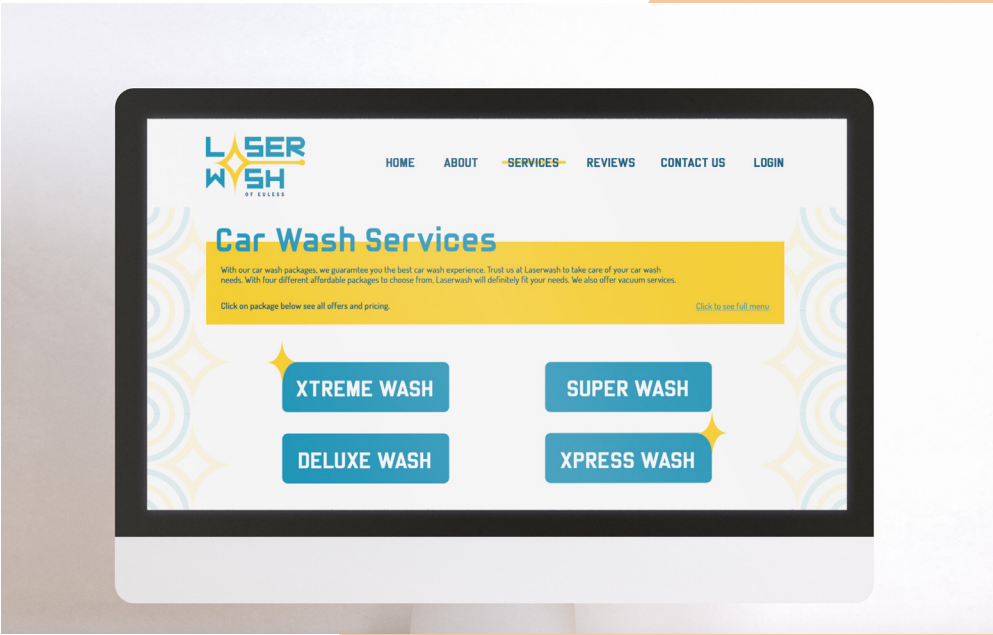 LASER
WASH
OF EULESS
HOME ABOUT SERVICES REVIEWS CONTACT US LOGIN
Car Wash Services
With our car wash packages, we guaramtee you the best car wash experience. Trust us at Laserwash to take care of your car wash
needs. With four different affordable packages to choose from, Laserwash will definitely fit your needs. We also offer vacuum services.
Click on package below see all offers and pricing. Click to see full menu
XTREME WASH SUPER WASH
DELUXE WASH XPRESS WASH